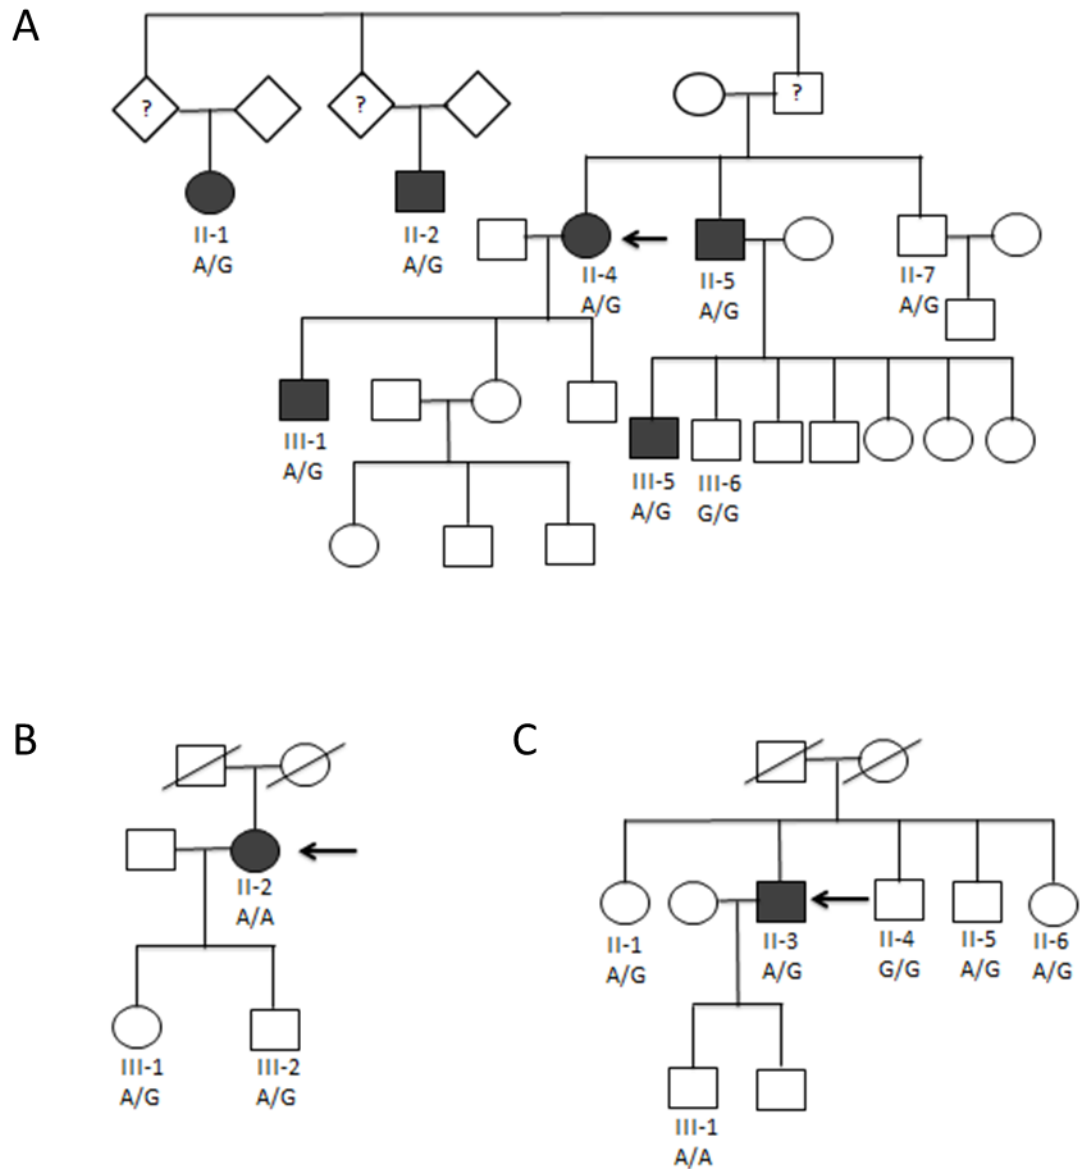 A
? ? ?
II-1 II-2 II-4 II-5 II-7
A/G A/G A/G A/G A/G
III-1 III-5 III-6
A/G A/G G/G
B C
II-2 II-1 II-3 II-4 II-5 II-6
A/A A/G A/G G/G A/G A/G
III-1 III-2 III-1
A/G A/G A/A